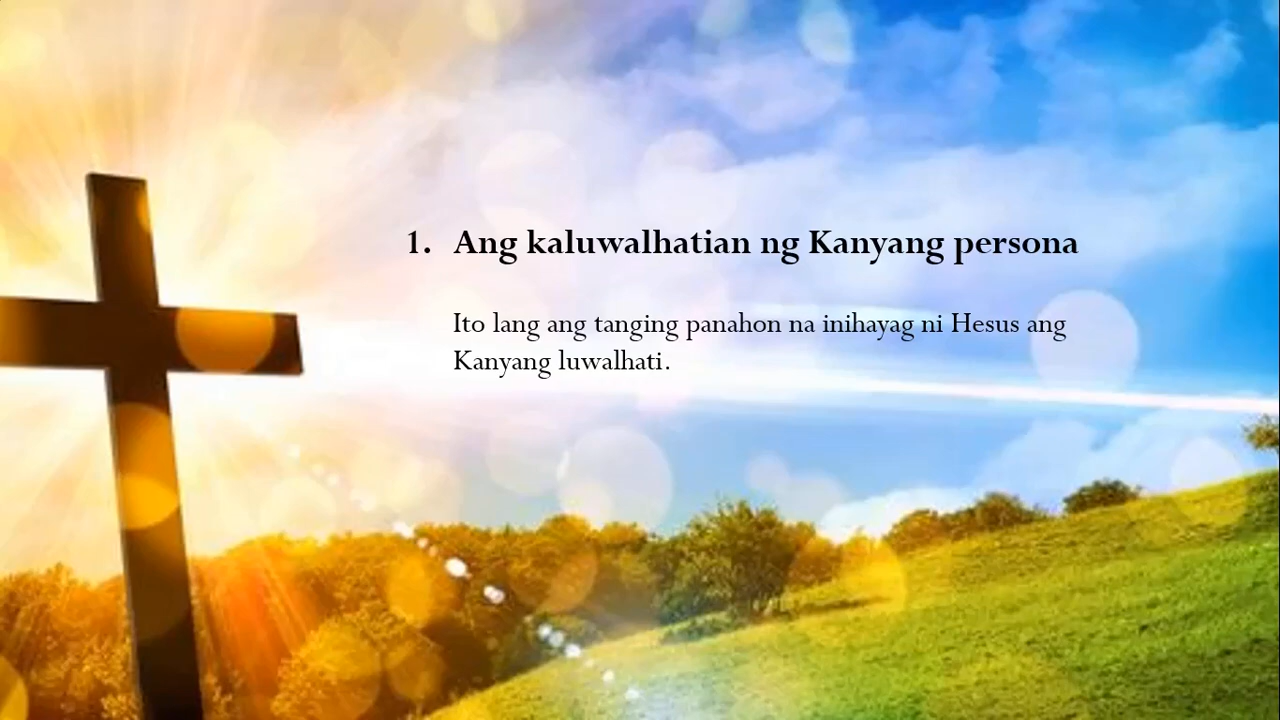 1. Ang kaluwalhatian ng Kanyang persona
Ito lang ang tanging panahon na inihayag ni Hesus ang
Kanyang luwalhati.